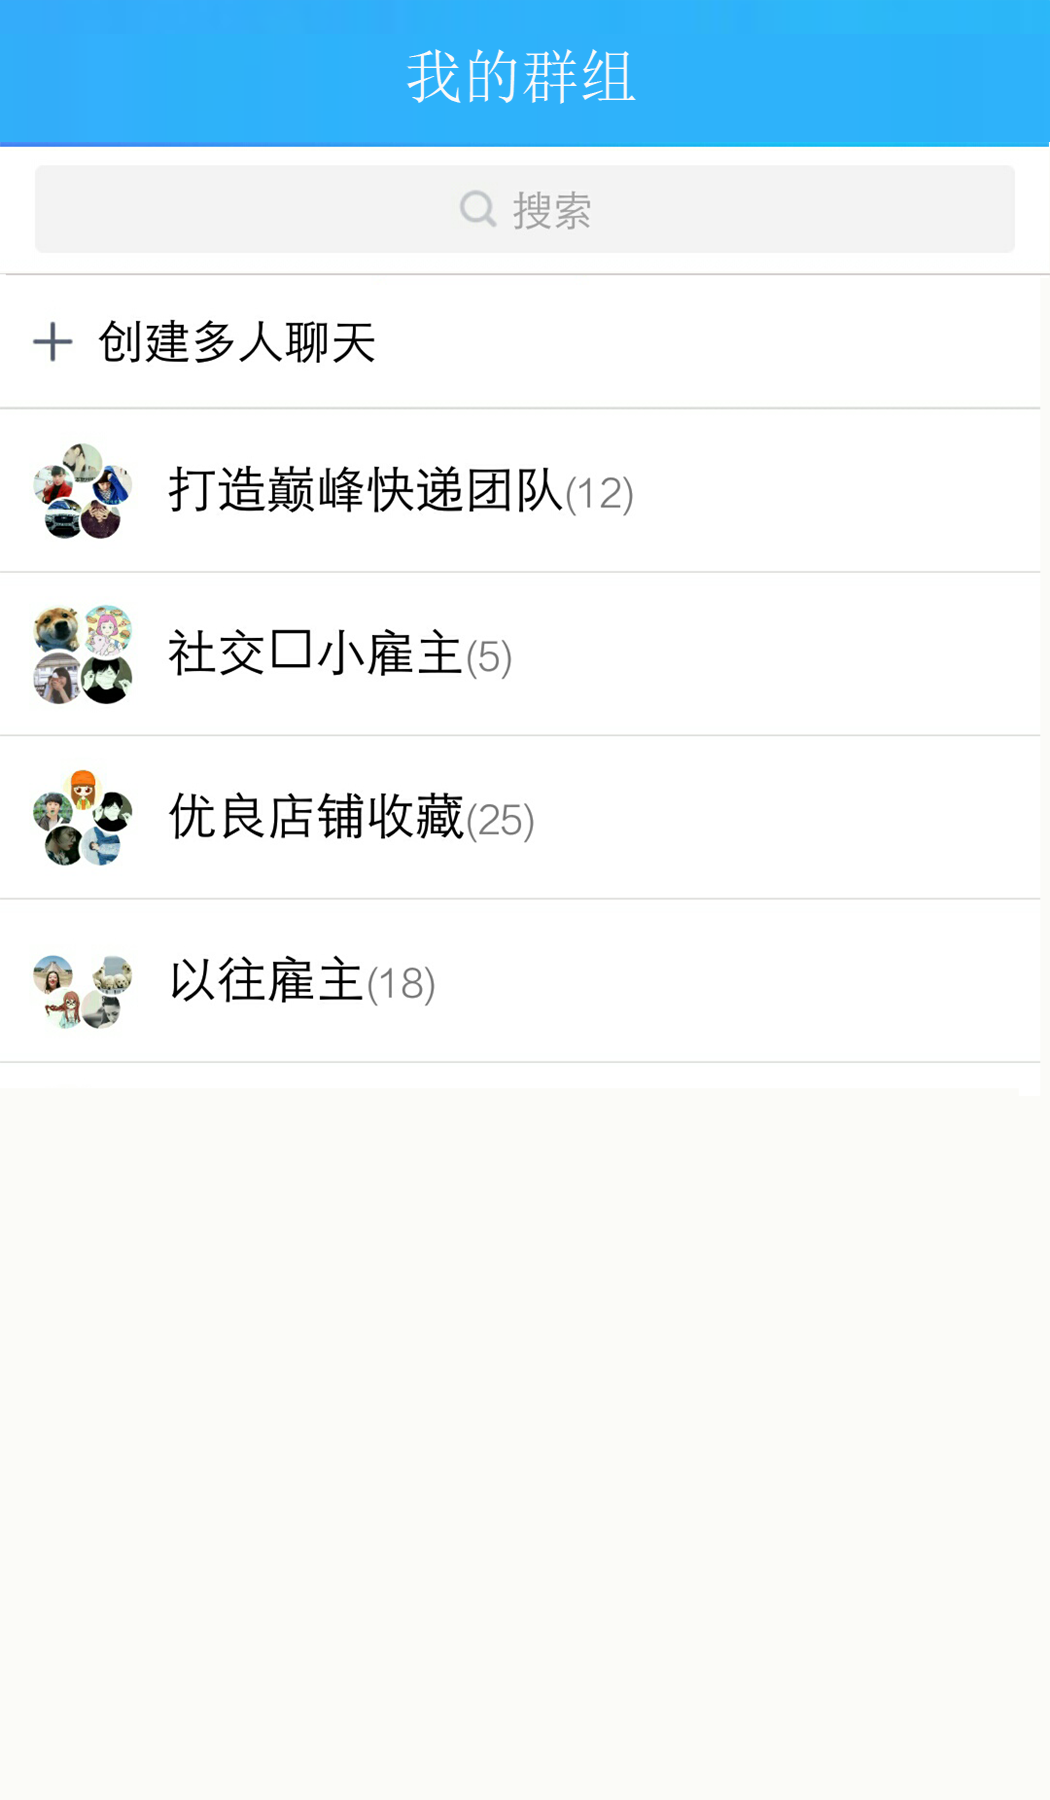 我的群组
搜索
创建多人聊天
打造巅峰快递团队(12)
社交口小雇主(5)
优良店铺收藏(25)
以往雇主(18)